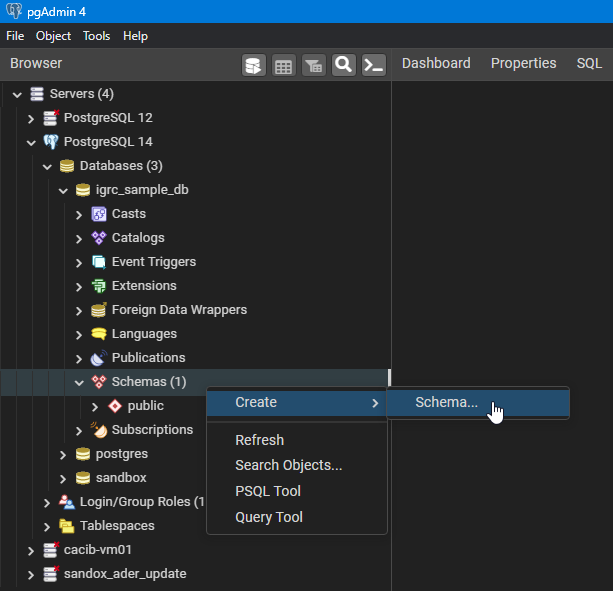 pgAdmin 4
File Object Tools Help
Browser Dashboard Properties SQL
Servers (4)
PostgreSQL 12
PostgreSQL 14
Databases (3)
igrc_sample_db
Casts
Catalogs
Event Triggers
Extensions
Foreign Data Wrappers
Languages
Publications
Schemas (1)
Create Schema...
public
Subscriptions
Refresh
postgres
Search Objects...
sandbox
PSQL Tool
Login/Group Roles (1
Query Tool
Tablespaces
cacib-vm01
sandox_ader_update